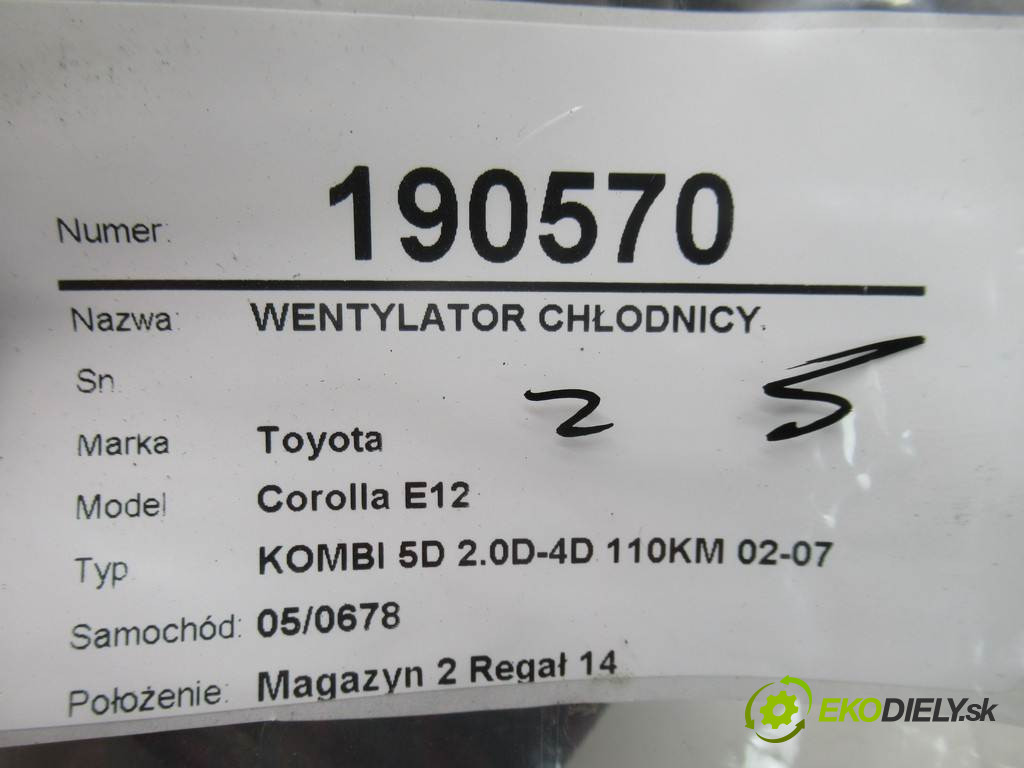 Numer: 190570
Nazwa: WENTYLATOR CHŁODNICY
Sn
2 5
Marka Toyota
Model Corolla E12
Typ KOMBI 5D 2.0D-4D 110KM 02-07
Samochód: 05/0678
Położenie: Magazyn 2 Regał 14
EKODIELY.sk